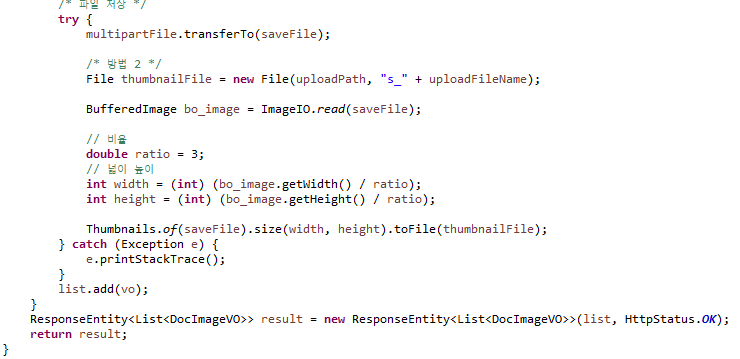 /* 파일 저장 */
try {
multipartFile.transferTo(saveFile);
/* 방법 2 */
File thumbnailFile = new File(uploadPath, "s_" + uploadFileName);
BufferedImage bo_image = ImageIO.read(saveFile);
// 비율
double ratio = 3;
// 넓이 높이
int width = (int) (bo_image.getWidth() / ratio);
int height = (int) (bo_image.getHeight() / ratio);
Thumbnails.of(saveFile).size(width, height).toFile(thumbnailFile);
} catch (Exception e) {
e.printStackTrace();
}
list.add(vo);
}
ResponseEntity<List<DocImageVO>> result = new ResponseEntity<List<DocImageVO>>(list, HttpStatus.OK);
return result;
}